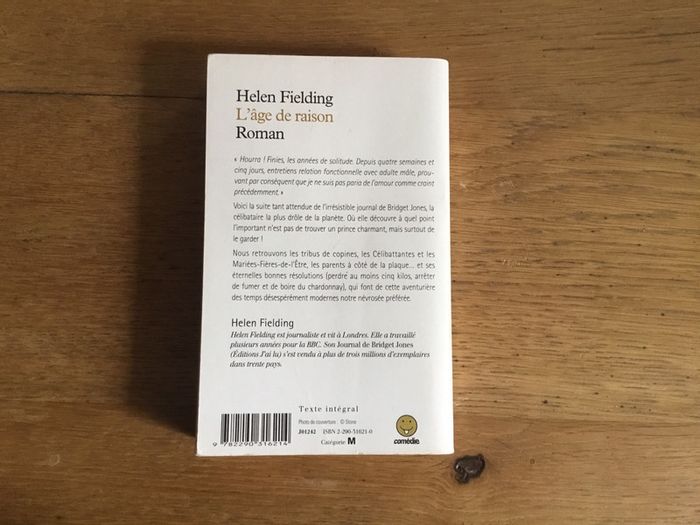 Helen Fielding
L'âge de raison
Roman
« Hourra ! Finies, les années de solitude. Depuis quatre semaines et
cinq jours, entretiens relation fonctionnelle avec adulte mâle, prou-
vant par conséquent que je ne suis pas paria de l'amour comme craint
précédemment. »
Voici la suite tant attendue de l'irrésistible journal de Bridget Jones, la
célibataire la plus drôle de la planète. Où elle découvre à quel point
l'important n'est pas de trouver un prince charmant, mais surtout de
le garder !
Nous retrouvons les tribus de copines, les Célibattantes et les
Mariées-Fières-de-l'Être, les parents à côté de la plaque... et ses
éternelles bonnes résolutions (perdre au moins cinq kilos, arrêter
de fumer et de boire du chardonnay), qui font de cette aventurière
des temps désespérément modernes notre névrosée préférée.
Helen Fielding
Helen Fielding est journaliste et vit à Londres. Elle a travaillé
plusieurs années pour la BBC. Son Journal de Bridget Jones
(Éditions J'ai lu) s'est vendu à plus de trois millions d'exemplaires
dans trente pays.
Texte intégral
Photo de couverture : © Stone
J01242 ISBN 2-290-31621-0
Catégorie M
9 782290 316214
comédie